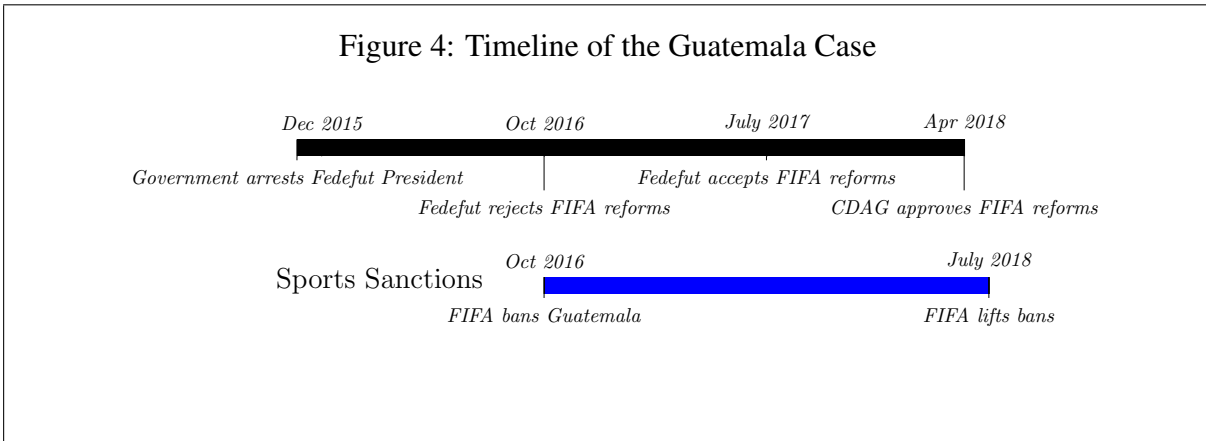 Figure 4: Timeline of the Guatemala Case
Dec 2015 Oct 2016 July 2017 Apr 2018
Government arrests Fedefut President Fedefut accepts FIFA reforms
Fedefut rejects FIFA reforms CDAG approves FIFA reforms
Oct 2016 July 2018
Sports Sanctions
FIFA bans Guatemala FIFA lifts bans